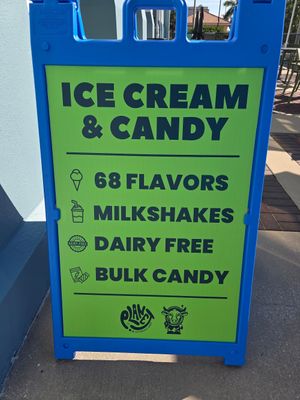 ICE CREAM
& CANDY
68 FLAVORS
MILKSHAKES
DAIRY FREE
BULK CANDY